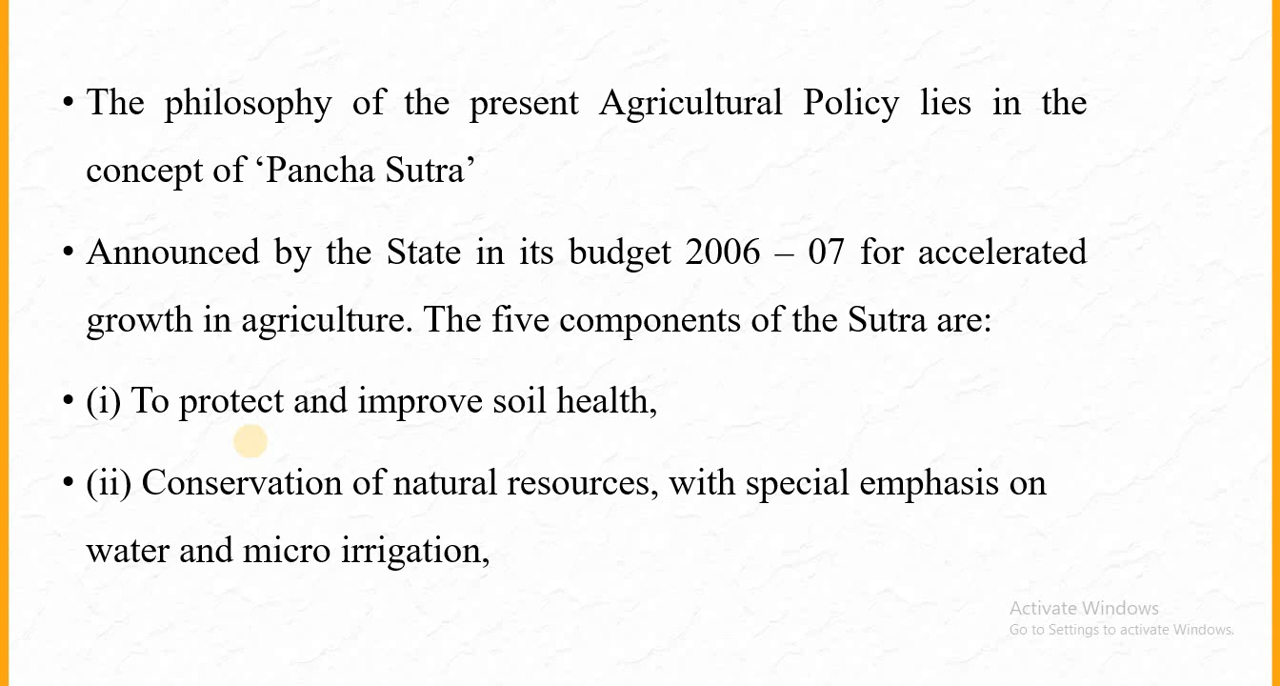 • The philosophy of the present Agricultural Policy lies in the
concept of ‘Pancha Sutra’
• Announced by the State in its budget 2006 – 07 for accelerated
growth in agriculture. The five components of the Sutra are:
• (i) To protect and improve soil health,
• (ii) Conservation of natural resources, with special emphasis on
water and micro irrigation,
Activate Windows
Go to Settings to activate Windows.